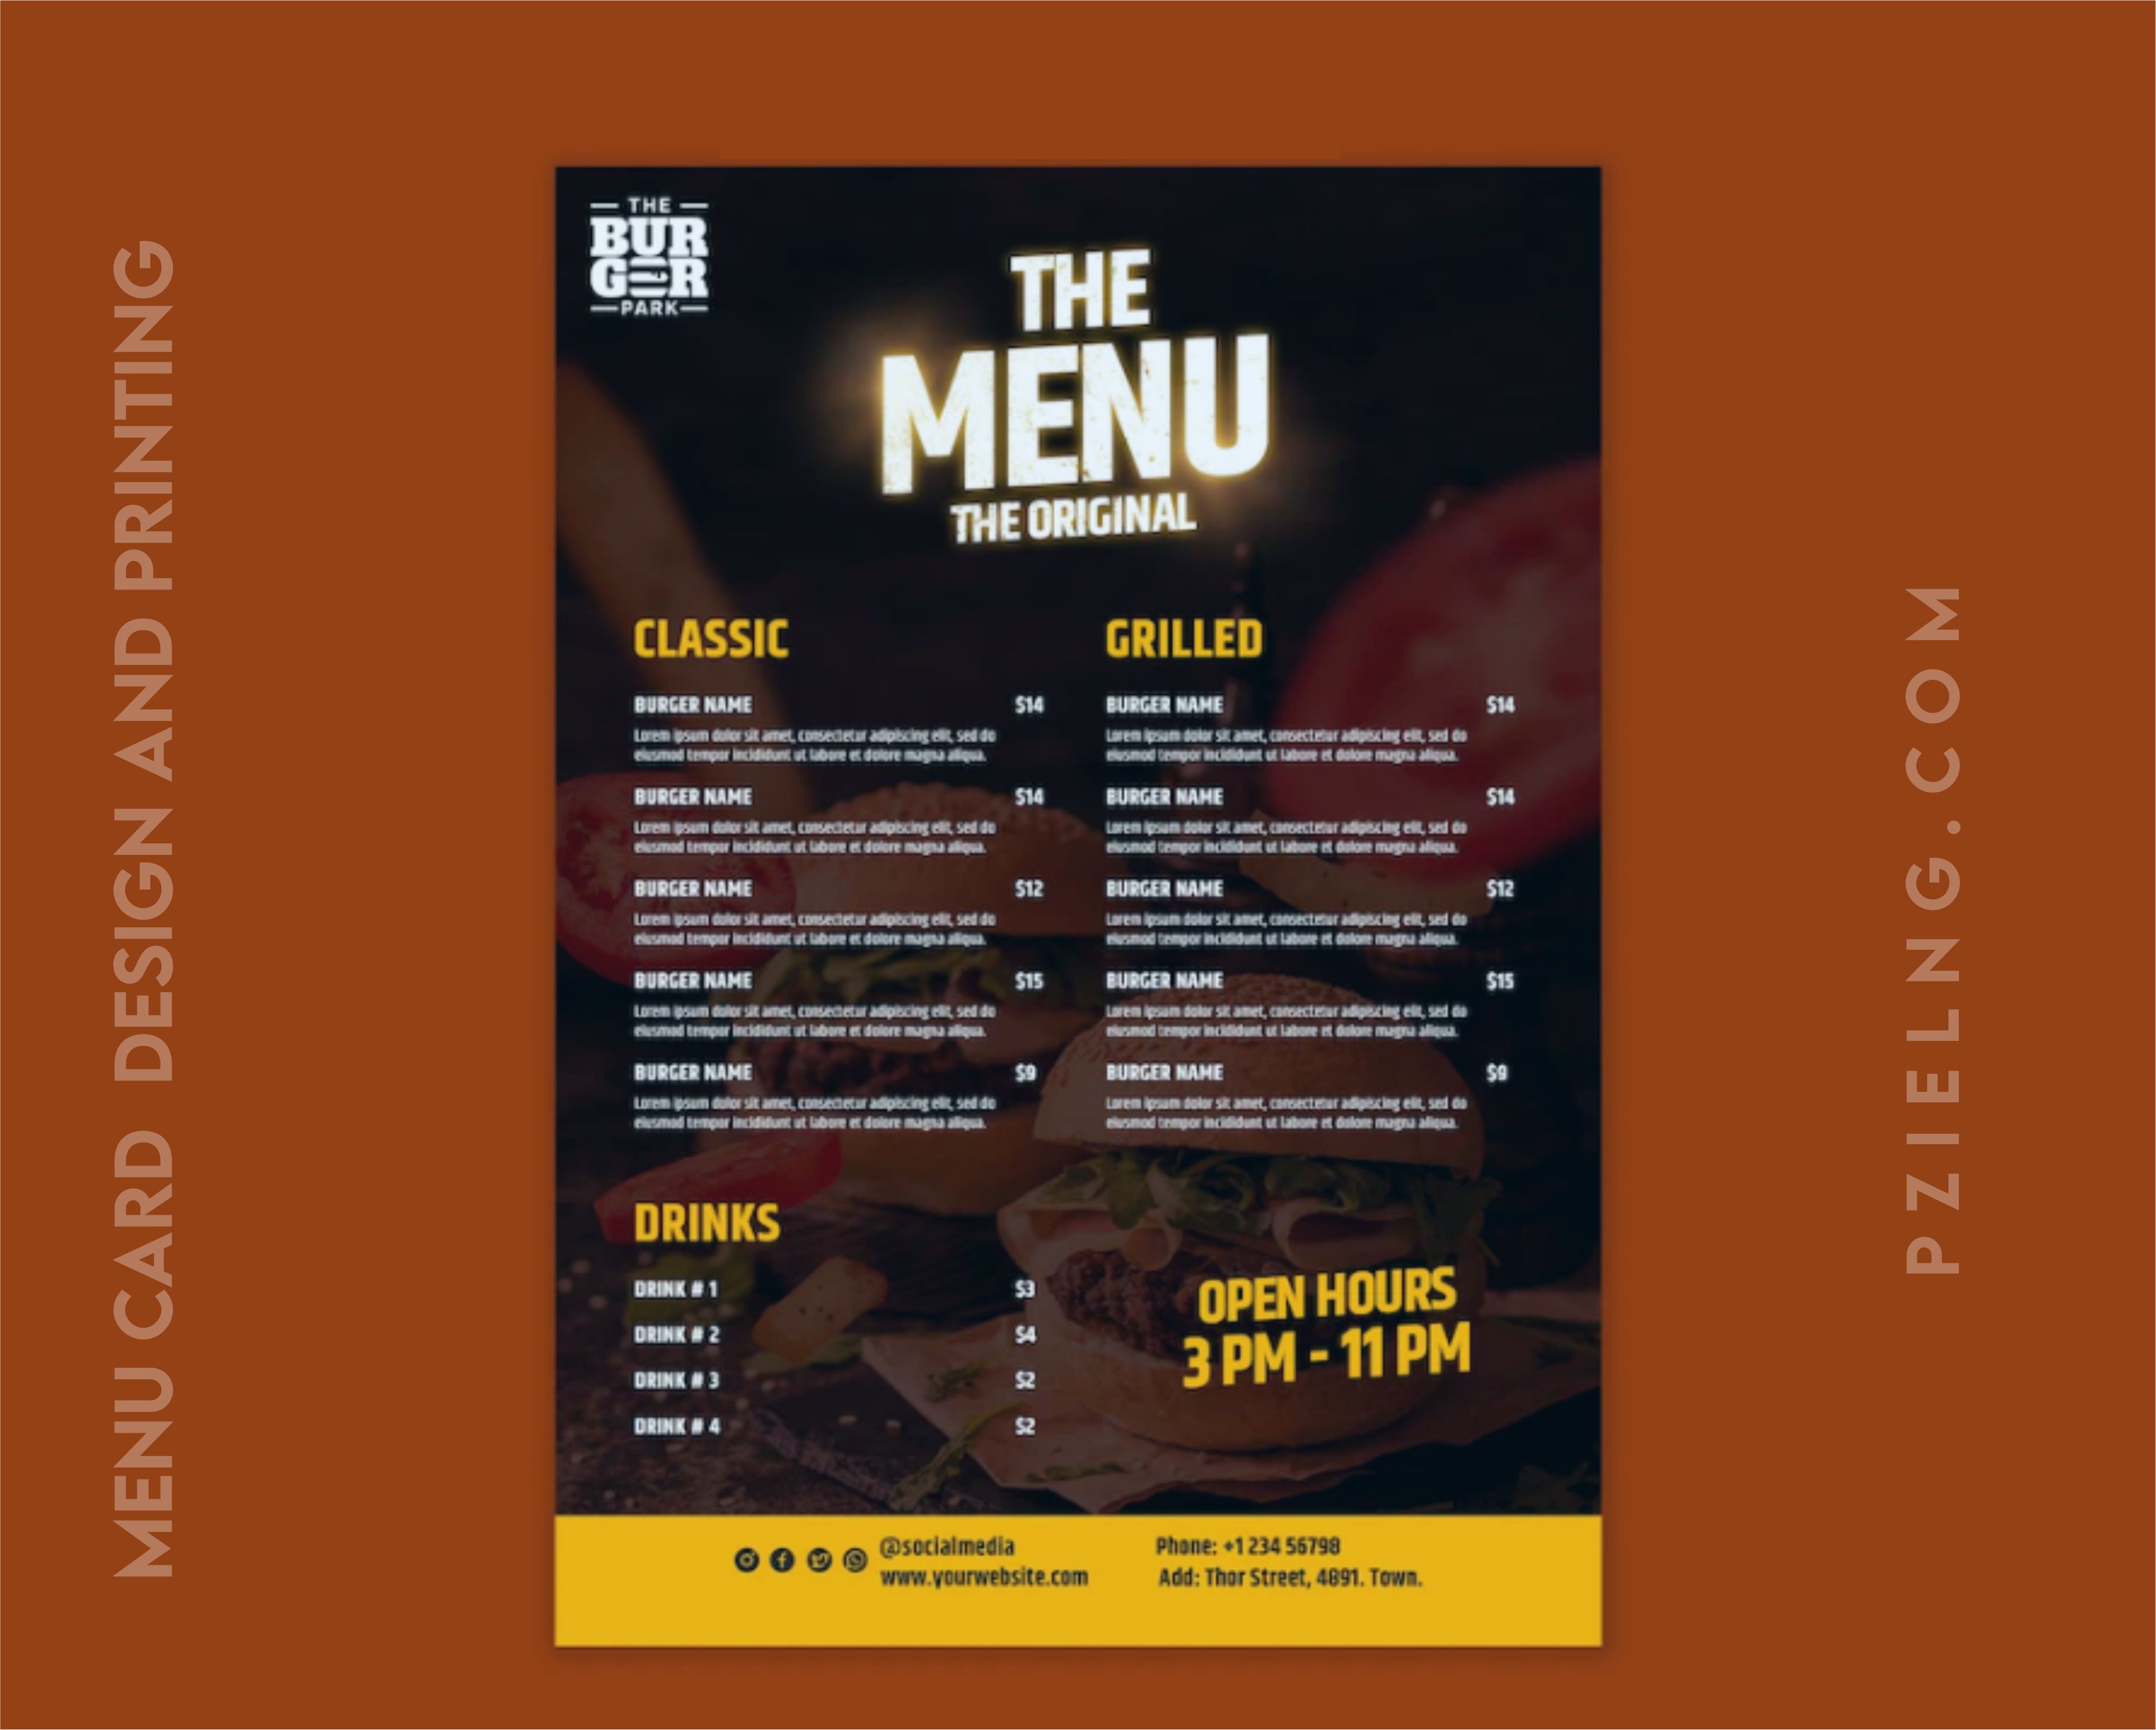 MENU CARD DESIGN AND PRINTING
THE
BUR
GER
PARK
THE
MENU
THE ORIGINAL
CLASSIC
BURGER NAME $14
Lorem ipsum dolor sit amet, consectetur adipiscing elit, sed do
eiusmod tempor incididunt ut labore et dolore magna aliqua.
BURGER NAME $14
Lorem ipsum dolor sit amet, consectetur adipiscing elit, sed do
eiusmod tempor incididunt ut labore et dolore magna aliqua.
BURGER NAME $12
Lorem ipsum dolor sit amet, consectetur adipiscing elit, sed do
eiusmod tempor incididunt ut labore et dolore magna aliqua.
BURGER NAME $15
Lorem ipsum dolor sit amet, consectetur adipiscing elit, sed do
eiusmod tempor incididunt ut labore et dolore magna aliqua.
BURGER NAME $9
Lorem ipsum dolor sit amet, consectetur adipiscing elit, sed do
eiusmod tempor incididunt ut labore et dolore magna aliqua.
GRILLED
BURGER NAME $14
Lorem ipsum dolor sit amet, consectetur adipiscing elit, sed do
eiusmod tempor incididunt ut labore et dolore magna aliqua.
BURGER NAME $14
Lorem ipsum dolor sit amet, consectetur adipiscing elit, sed do
eiusmod tempor incididunt ut labore et dolore magna aliqua.
BURGER NAME $12
Lorem ipsum dolor sit amet, consectetur adipiscing elit, sed do
eiusmod tempor incididunt ut labore et dolore magna aliqua.
BURGER NAME $15
Lorem ipsum dolor sit amet, consectetur adipiscing elit, sed do
eiusmod tempor incididunt ut labore et dolore magna aliqua.
BURGER NAME $9
Lorem ipsum dolor sit amet, consectetur adipiscing elit, sed do
eiusmod tempor incididunt ut labore et dolore magna aliqua.
DRINKS
DRINK # 1 $3
DRINK # 2 $4
DRINK # 3 $2
DRINK # 4 $2
OPEN HOURS
3 PM - 11 PM
@socialmedia
www.yourwebsite.com
Phone: +1 234 56798
Add: Thor Street, 4891. Town.
PZIELNG.COM